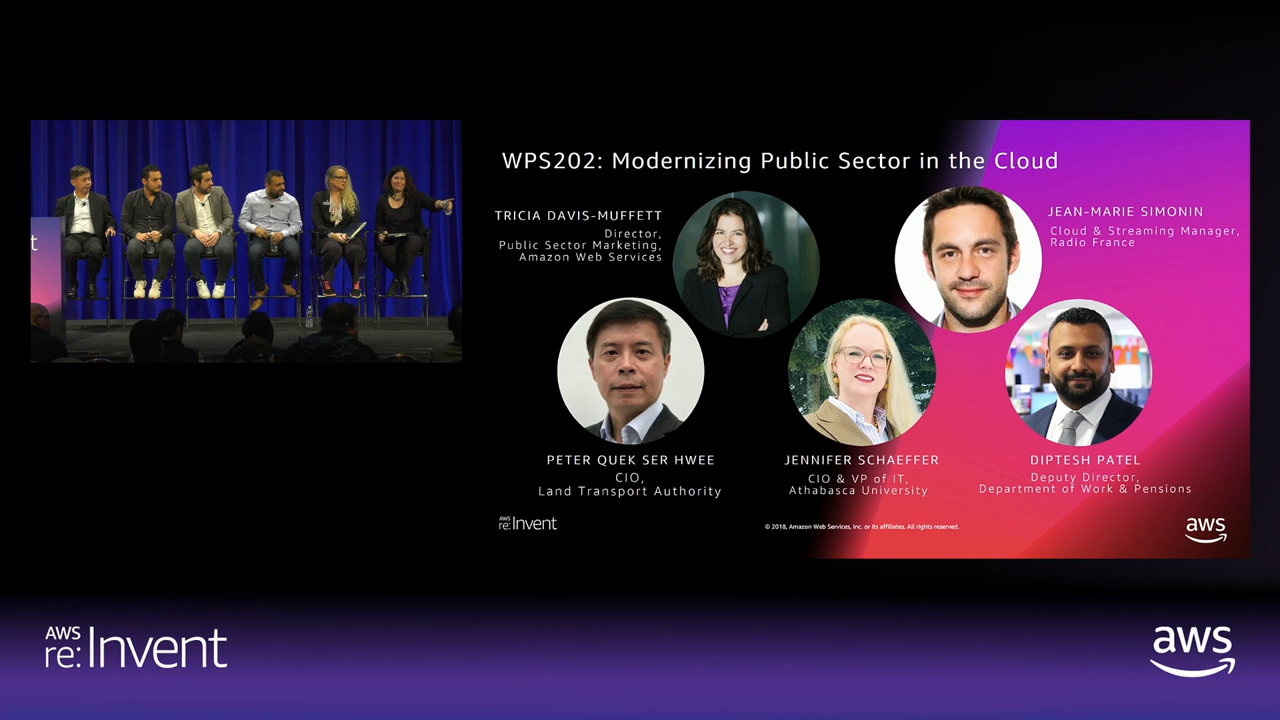 WPS202: Modernizing Public Sector in the Cloud
TRICIA DAVIS-MUFFETT
Director,
Public Sector Marketing,
Amazon Web Services
JEAN-MARIE SIMONIN
Cloud & Streaming Manager,
Radio France
PETER QUEK SER HWEE
CIO,
Land Transport Authority
JENNIFER SCHAEFFER
CIO & VP of IT,
Athabasca University
DIPTESH PATEL
Deputy Director,
Department of Work & Pensions
AWS
re:Invent
© 2018, Amazon Web Services, Inc. or its affiliates. All rights reserved.
aws
t
AWS
re:Invent
aws